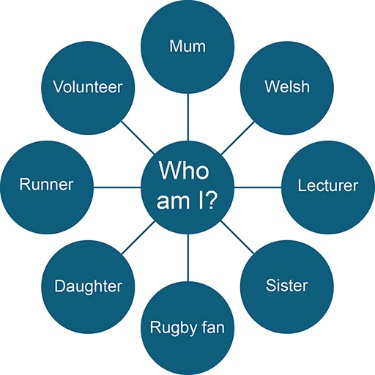 Mum
Volunteer
Welsh
Who
am I?
Runner
Lecturer
Daughter
Sister
Rugby fan